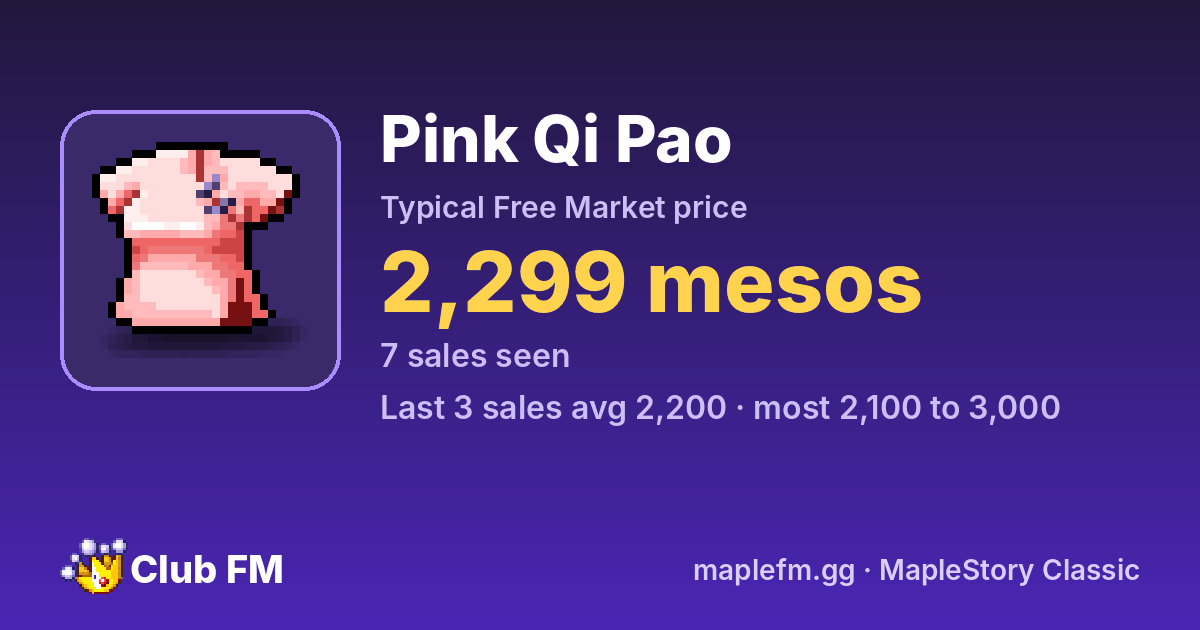 Pink Qi Pao
Typical Free Market price
2,299 mesos
7 sales seen
Last 3 sales avg 2,200 · most 2,100 to 3,000
Club FM
maplefm.gg · MapleStory Classic